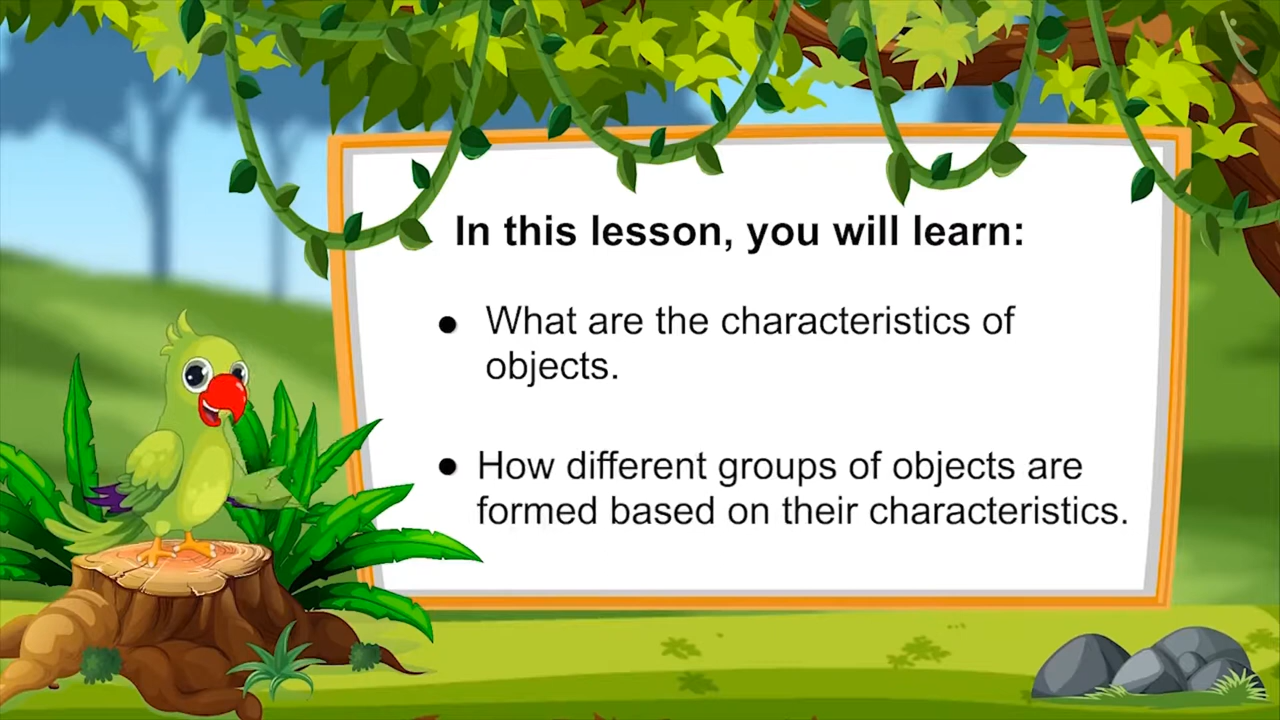 In this lesson, you will learn:
● What are the characteristics of
objects.
● How different groups of objects are
formed based on their characteristics.